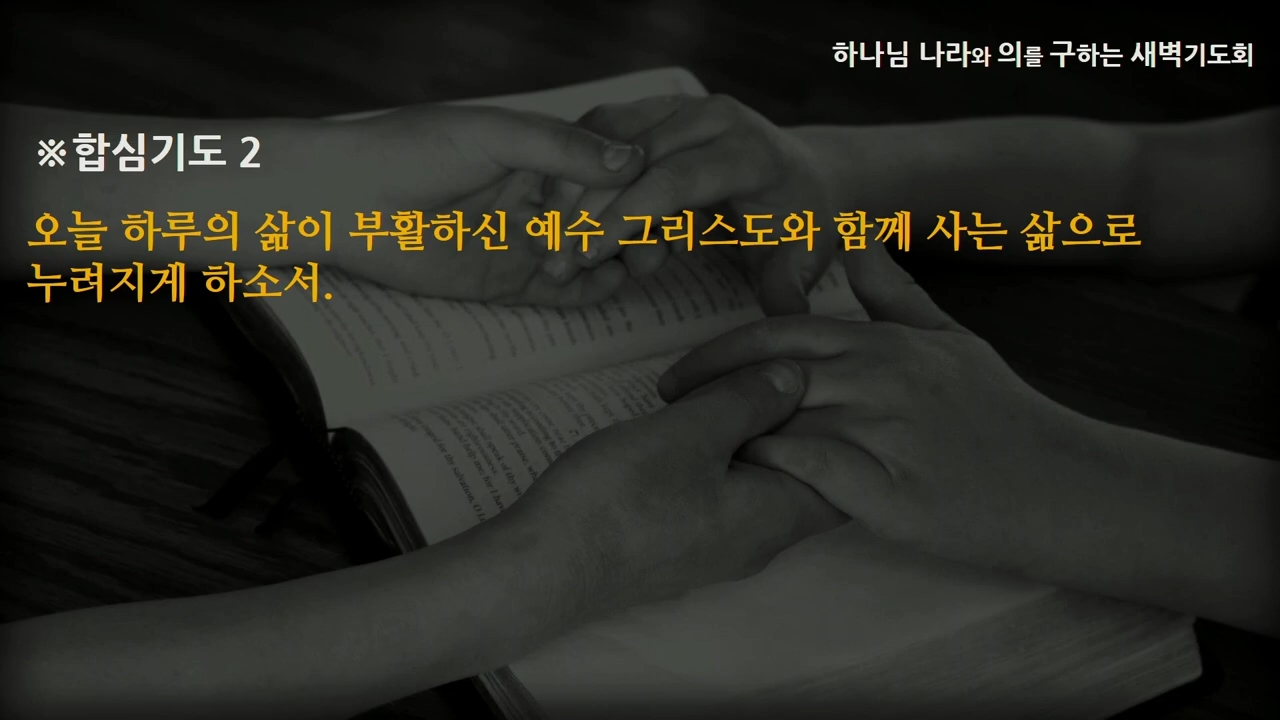 하나님 나라와 의를 구하는 새벽기도회
※합심기도 2
오늘 하루의 삶이 부활하신 예수 그리스도와 함께 사는 삶으로
누려지게 하소서.